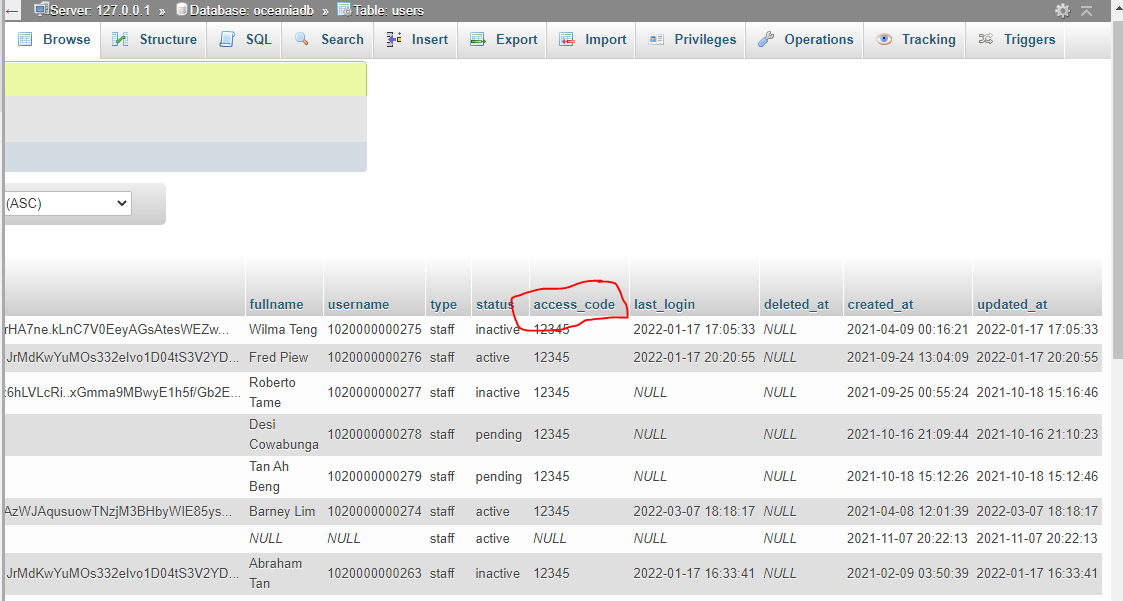 Server: 127.0.0.1 » Database: oceaniadb » Table: users
Browse Structure SQL Search Insert Export Import Privileges Operations Tracking Triggers
(ASC)
fullname username type status access_code last_login deleted_at created_at updated_at
rHA7ne.kLnC7V0EeyAGsAtesWEZw... Wilma Teng 1020000000275 staff inactive 12345 2022-01-17 17:05:33 NULL 2021-04-09 00:16:21 2022-01-17 17:05:33
JrMdKwYuMOs332eIvo1D04tS3V2YD... Fred Piew 1020000000276 staff active 12345 2022-01-17 20:20:55 NULL 2021-09-24 13:04:09 2022-01-17 20:20:55
:6hLVLcRi..xGmma9MBwyE1h5f/Gb2E... Roberto Tame 1020000000277 staff inactive 12345 NULL NULL 2021-09-25 00:55:24 2021-10-18 15:16:46
Desi Cowabunga 1020000000278 staff pending 12345 NULL NULL 2021-10-16 21:09:44 2021-10-16 21:10:23
Tan Ah Beng 1020000000279 staff pending 12345 NULL NULL 2021-10-18 15:12:26 2021-10-18 15:12:46
AzWJAqusuowTNzjM3BHbyWIE85ys... Barney Lim 1020000000274 staff active 12345 2022-03-07 18:18:17 NULL 2021-04-08 12:01:39 2022-03-07 18:18:17
NULL NULL staff active NULL NULL NULL 2021-11-07 20:22:13 2021-11-07 20:22:13
JrMdKwYuMOs332eIvo1D04tS3V2YD... Abraham Tan 1020000000263 staff inactive 12345 2022-01-17 16:33:41 NULL 2021-02-09 03:50:39 2022-01-17 16:33:41